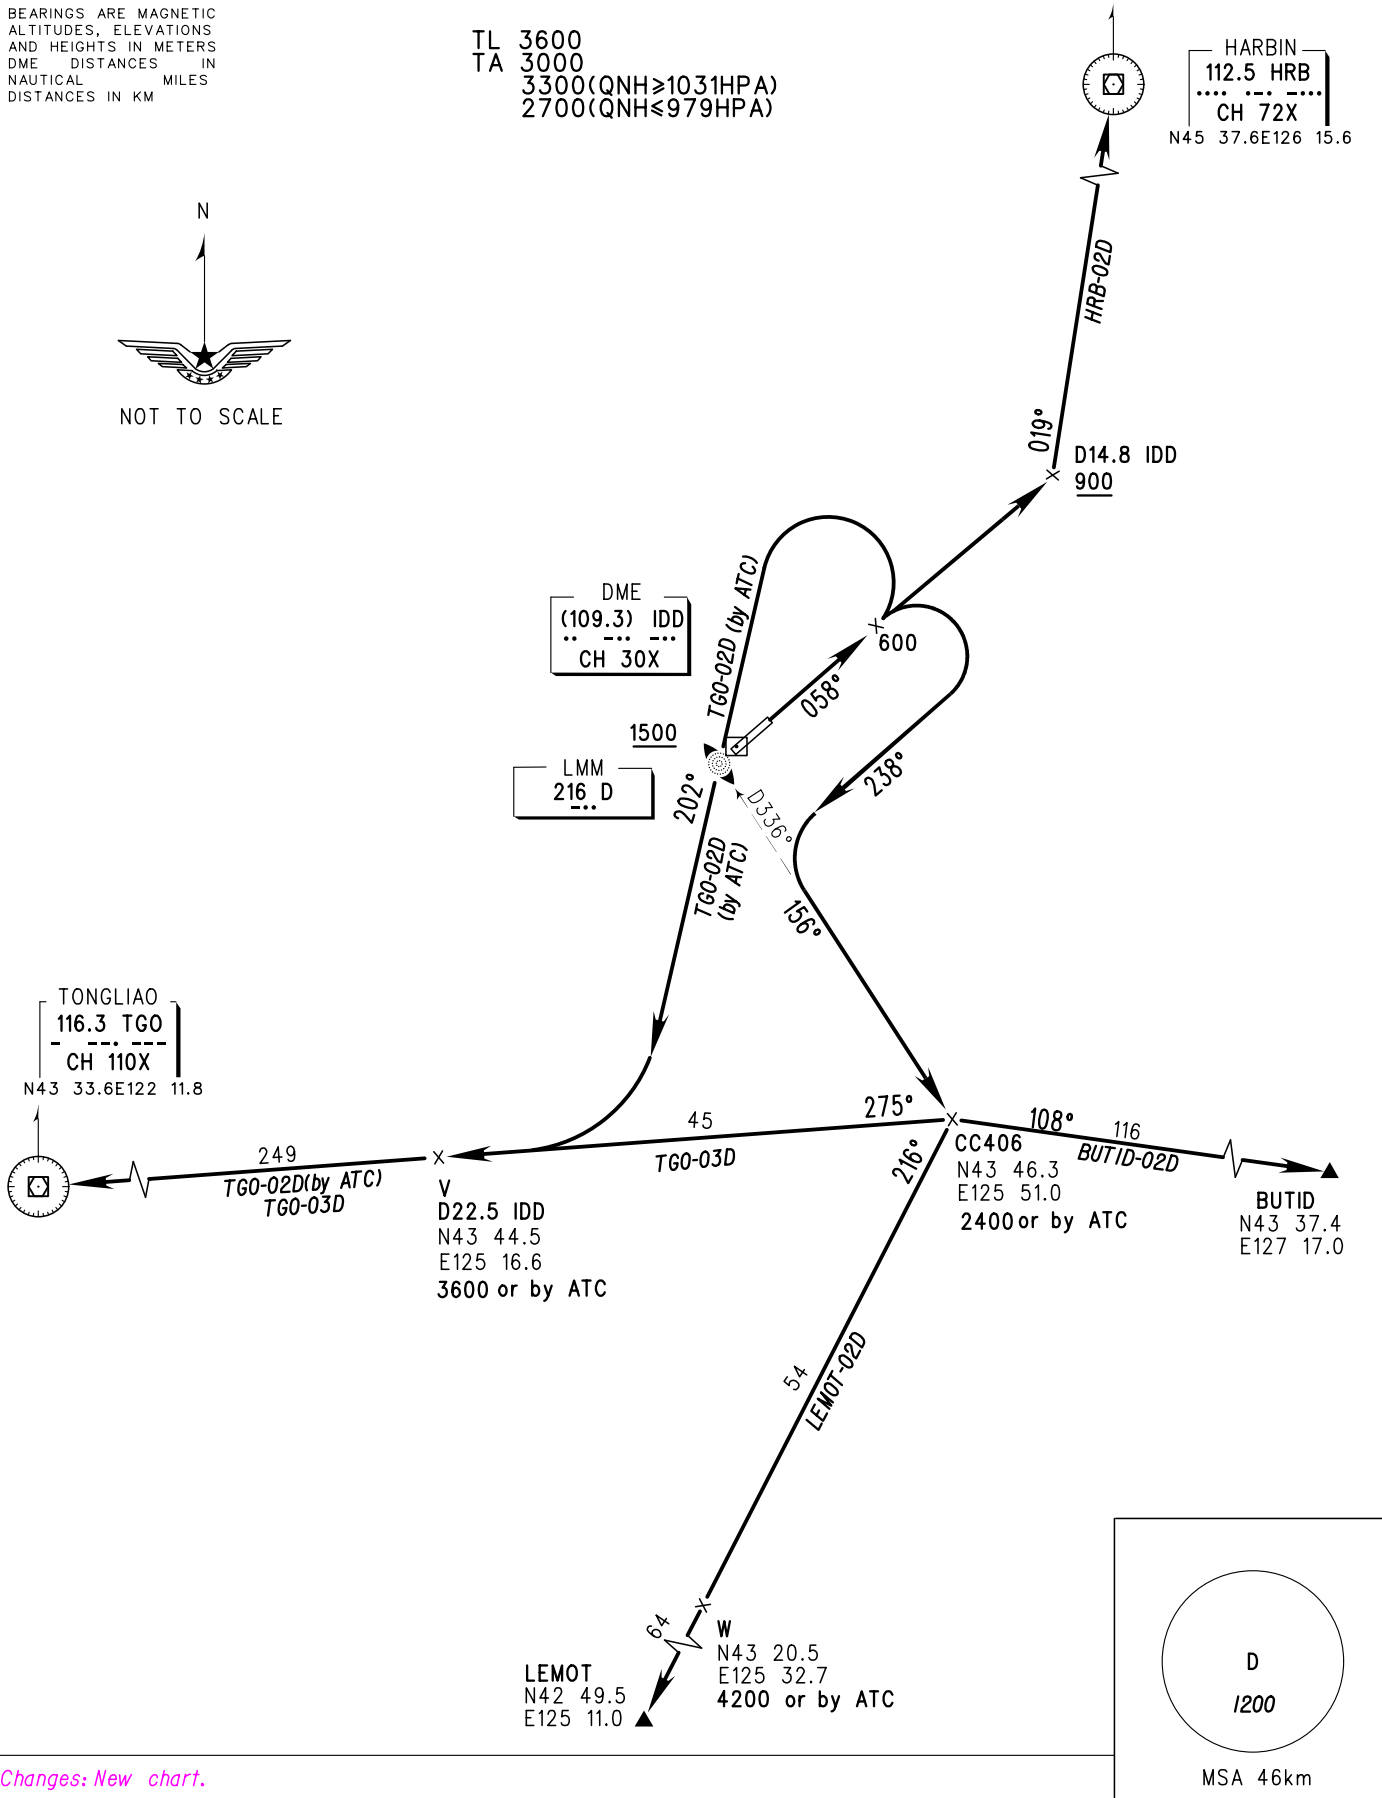 BEARINGS ARE MAGNETIC
ALTITUDES, ELEVATIONS
AND HEIGHTS IN METERS
DME DISTANCES IN
NAUTICAL MILES
DISTANCES IN KM
TL 3600
TA 3000
3300(QNH≥1031HPA)
2700(QNH≤979HPA)
HARBIN
112.5 HRB
CH 72X
N45 37.6E126 15.6
N
NOT TO SCALE
HRB-02D
019°
D14.8 IDD
900
DME
(109.3) IDD
CH 30X
TGO-02D (by ATC)
600
058°
1500
LMM
216 D
202°
D336°
238°
TGO-02D
(by ATC)
156°
TONGLIAO
116.3 TGO
CH 110X
N43 33.6E122 11.8
249
TGO-02D(by ATC)
TGO-03D
45
275°
TGO-03D
108°
116
BUTID-02D
CC406
N43 46.3
E125 51.0
2400 or by ATC
216°
BUTID
N43 37.4
E127 17.0
V
D22.5 IDD
N43 44.5
E125 16.6
3600 or by ATC
54
LEMOT-02D
64
W
N43 20.5
E125 32.7
4200 or by ATC
LEMOT
N42 49.5
E125 11.0
D
1200
MSA 46km
Changes: New chart.